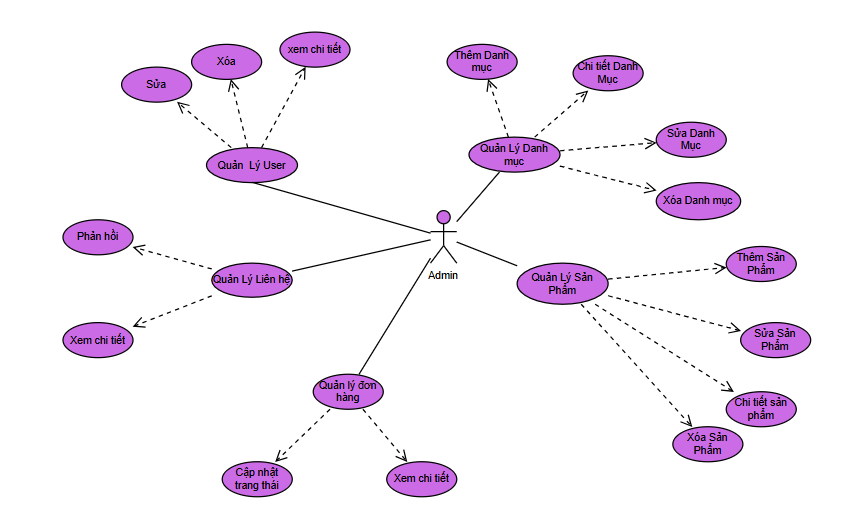 xem chi tiết
Xóa
Sửa
Thêm Danh
mục
Chi tiết Danh
Mục
Sửa Danh
Mục
Quản Lý Danh
mục
Quản Lý User
Xóa Danh mục
Phản hồi
Admin
Thêm Sản
Phẩm
Quản Lý Liên hệ
Quản Lý Sản
Phẩm
Xem chi tiết
Sửa Sản
Phẩm
Quản lý đơn
hàng
Chi tiết sản
phẩm
Xóa Sản
Phẩm
Cập nhật
trang thái
Xem chi tiết